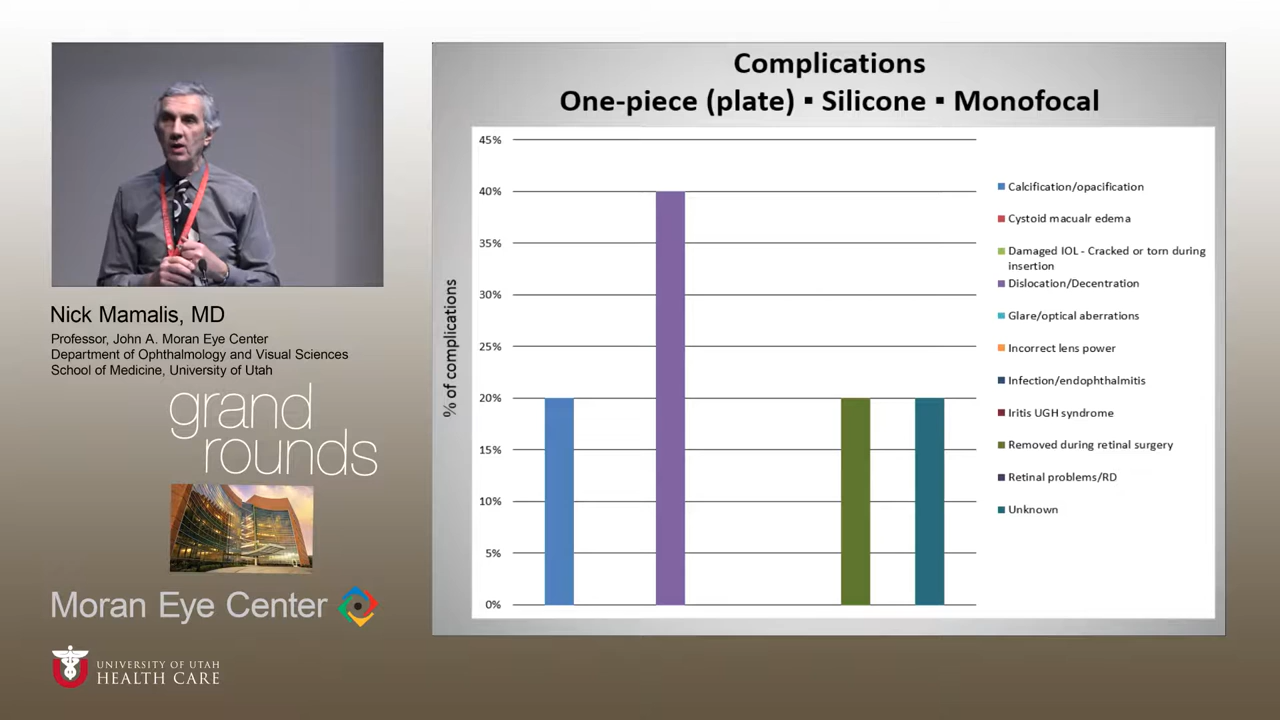 Nick Mamalis, MD
Professor, John A. Moran Eye Center
Department of Ophthalmology and Visual Sciences
School of Medicine, University of Utah
grand
rounds
Moran Eye Center
UNIVERSITY OF UTAH
HEALTH CARE
Complications
One-piece (plate) ▪ Silicone ▪ Monofocal
% of complications
45%
40%
35%
30%
25%
20%
15%
10%
5%
0%
Calcification/opacification
Cystoid macualr edema
Damaged IOL - Cracked or torn during
insertion
Dislocation/Decentration
Glare/optical aberrations
Incorrect lens power
Infection/endophthalmitis
Iritis UGH syndrome
Removed during retinal surgery
Retinal problems/RD
Unknown